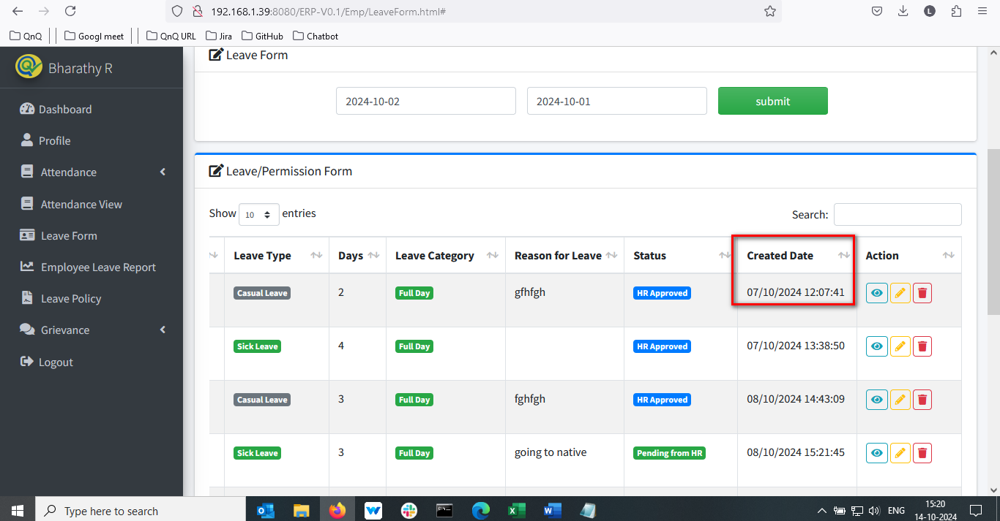 192.168.1.39:8080/ERP-V0.1/Emp/LeaveForm.html#
L
QnQ
Googl meet
QnQ URL
Jira
GitHub
Chatbot
Bharathy R
Dashboard
Profile
Attendance
Attendance View
Leave Form
Employee Leave Report
Leave Policy
Grievance
Logout
Leave Form
2024-10-02 2024-10-01 submit
Leave/Permission Form
Show 10 entries Search:
Leave Type Days Leave Category Reason for Leave Status Created Date Action
Casual Leave 2 Full Day gfhfgh HR Approved 07/10/2024 12:07:41
Sick Leave 4 Full Day HR Approved 07/10/2024 13:38:50
Casual Leave 3 Full Day fghfgh HR Approved 08/10/2024 14:43:09
Sick Leave 3 Full Day going to native Pending from HR 08/10/2024 15:21:45
Type here to search
ENG
15:20
14-10-2024